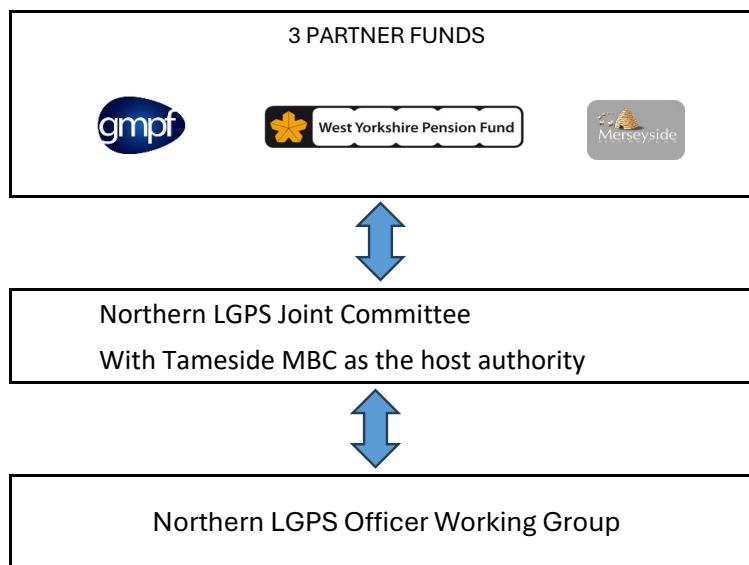 3 PARTNER FUNDS
gmpf
West Yorkshire Pension Fund
Merseyside
Northern LGPS Joint Committee
With Tameside MBC as the host authority
Northern LGPS Officer Working Group